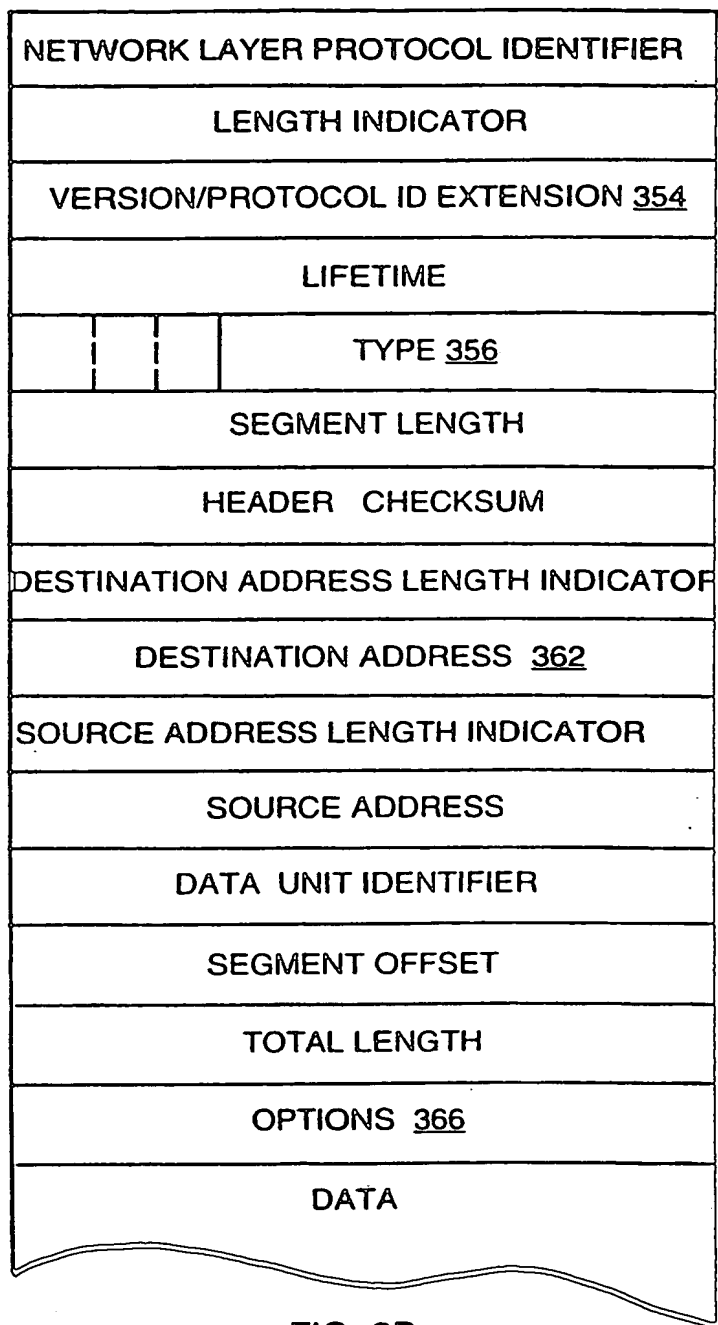 NETWORK LAYER PROTOCOL IDENTIFIER
LENGTH INDICATOR
VERSION/PROTOCOL ID EXTENSION 354
LIFETIME
TYPE 356
SEGMENT LENGTH
HEADER CHECKSUM
DESTINATION ADDRESS LENGTH INDICATOR
DESTINATION ADDRESS 362
SOURCE ADDRESS LENGTH INDICATOR
SOURCE ADDRESS
DATA UNIT IDENTIFIER
SEGMENT OFFSET
TOTAL LENGTH
OPTIONS 366
DATA